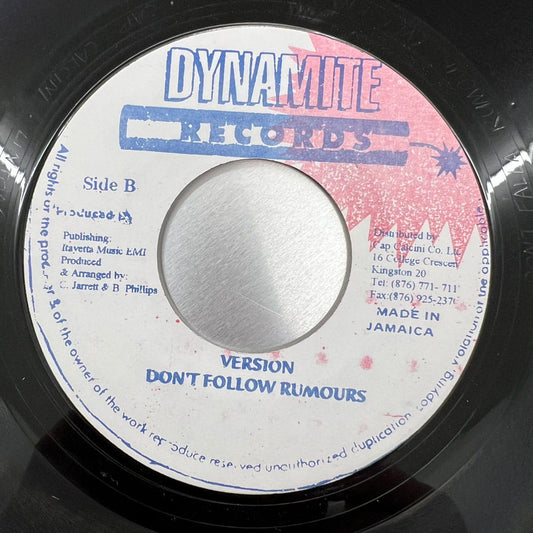 DYNAMITE
RECORDS
Side B
Produced by
Publishing:
Itavetta Music EMI
Produced
& Arranged by:
C. Jarrett & B. Phillips
Distributed by
Calcini Co. Ltd
16 College Crescent
Kingston 20
Tel: (876) 771- 711
Fax:(876) 925-2376
MADE IN
JAMAICA
VERSION
DON'T FOLLOW RUMOURS
All rights of the
& of the owner of the work reproduce reserved unauthorized duplication copying, violation of the applicable.